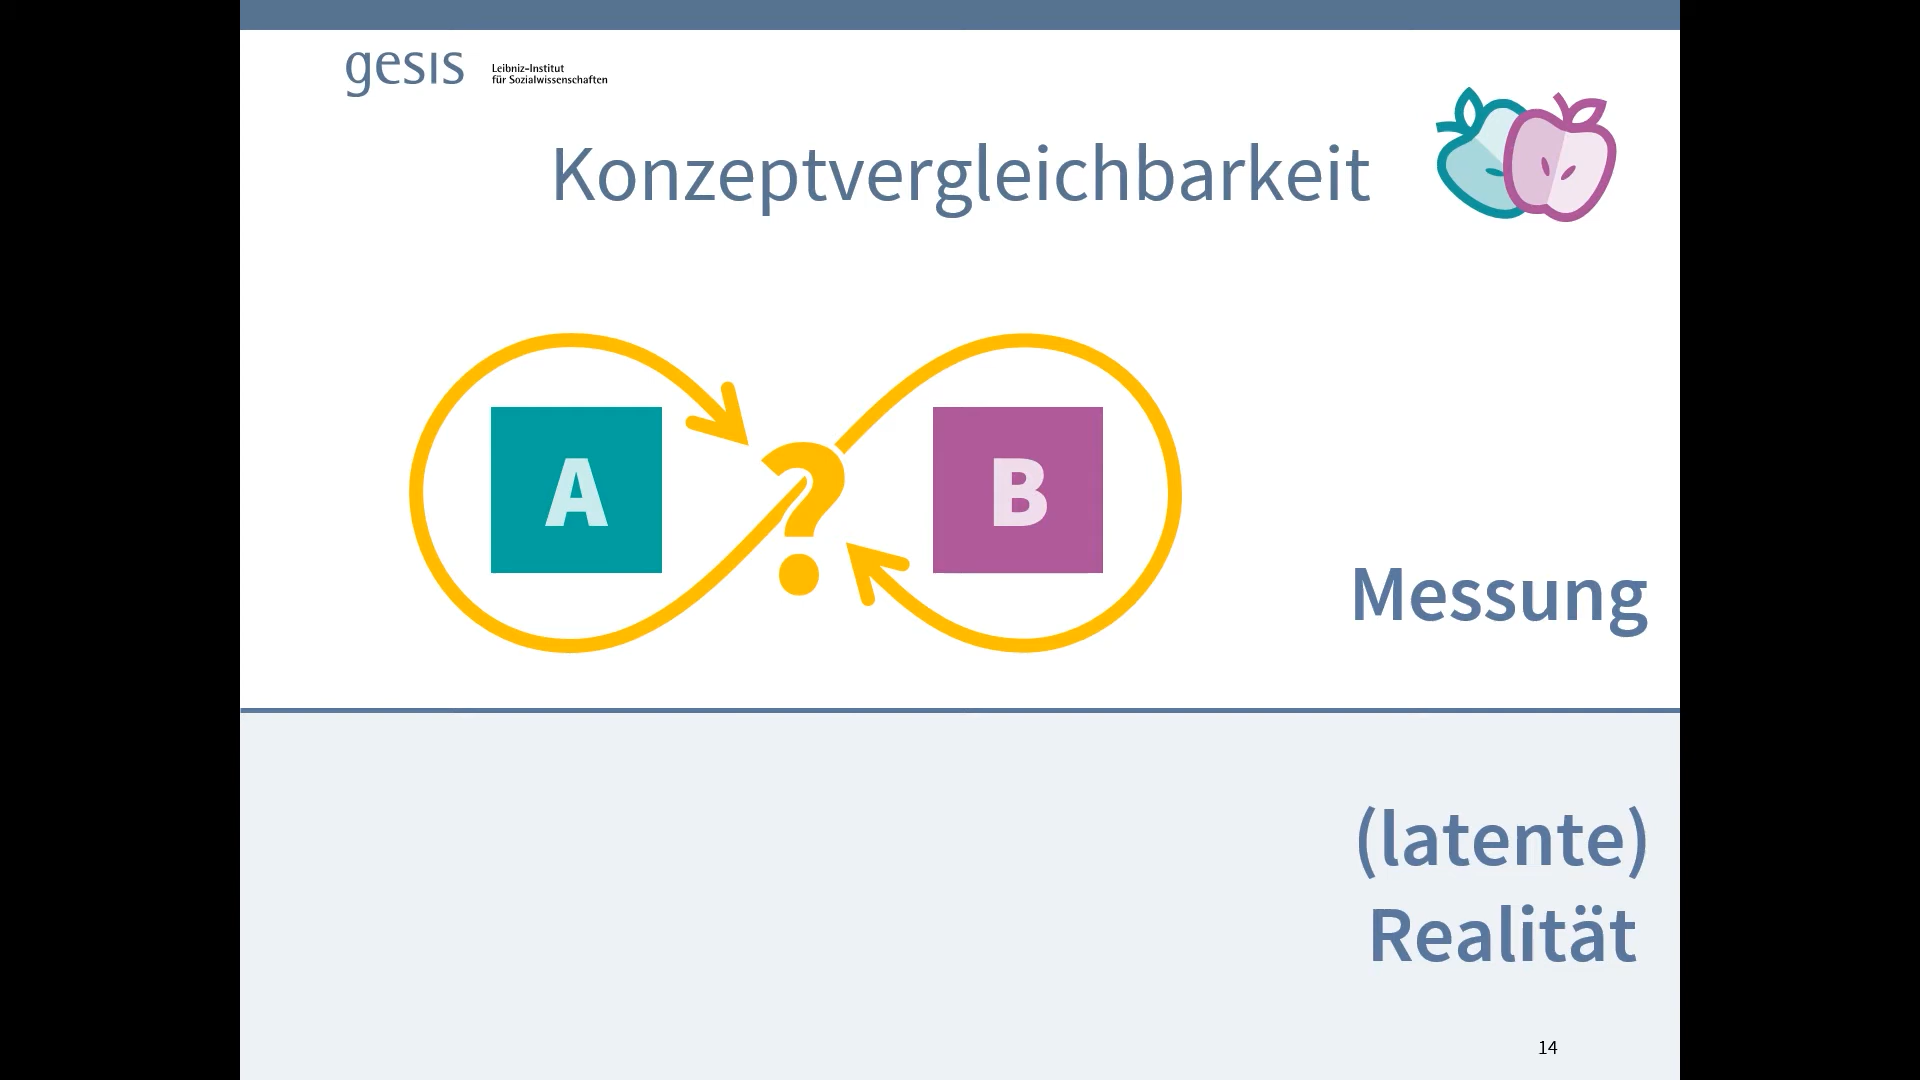 gesis
Leibniz-Institut
für Sozialwissenschaften
Konzeptvergleichbarkeit
A
?
B
Messung
(latente)
Realität
14